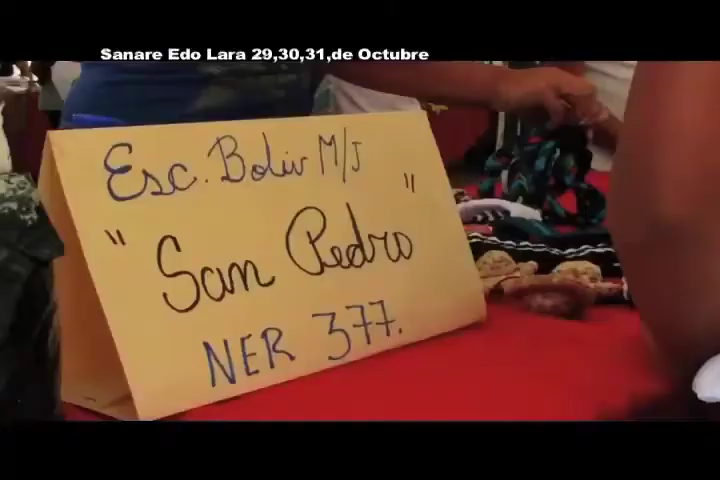 Sanare Edo Lara 29,30,31,de Octubre
Esc. Boliv M/J
"San Pedro"
NER 377.